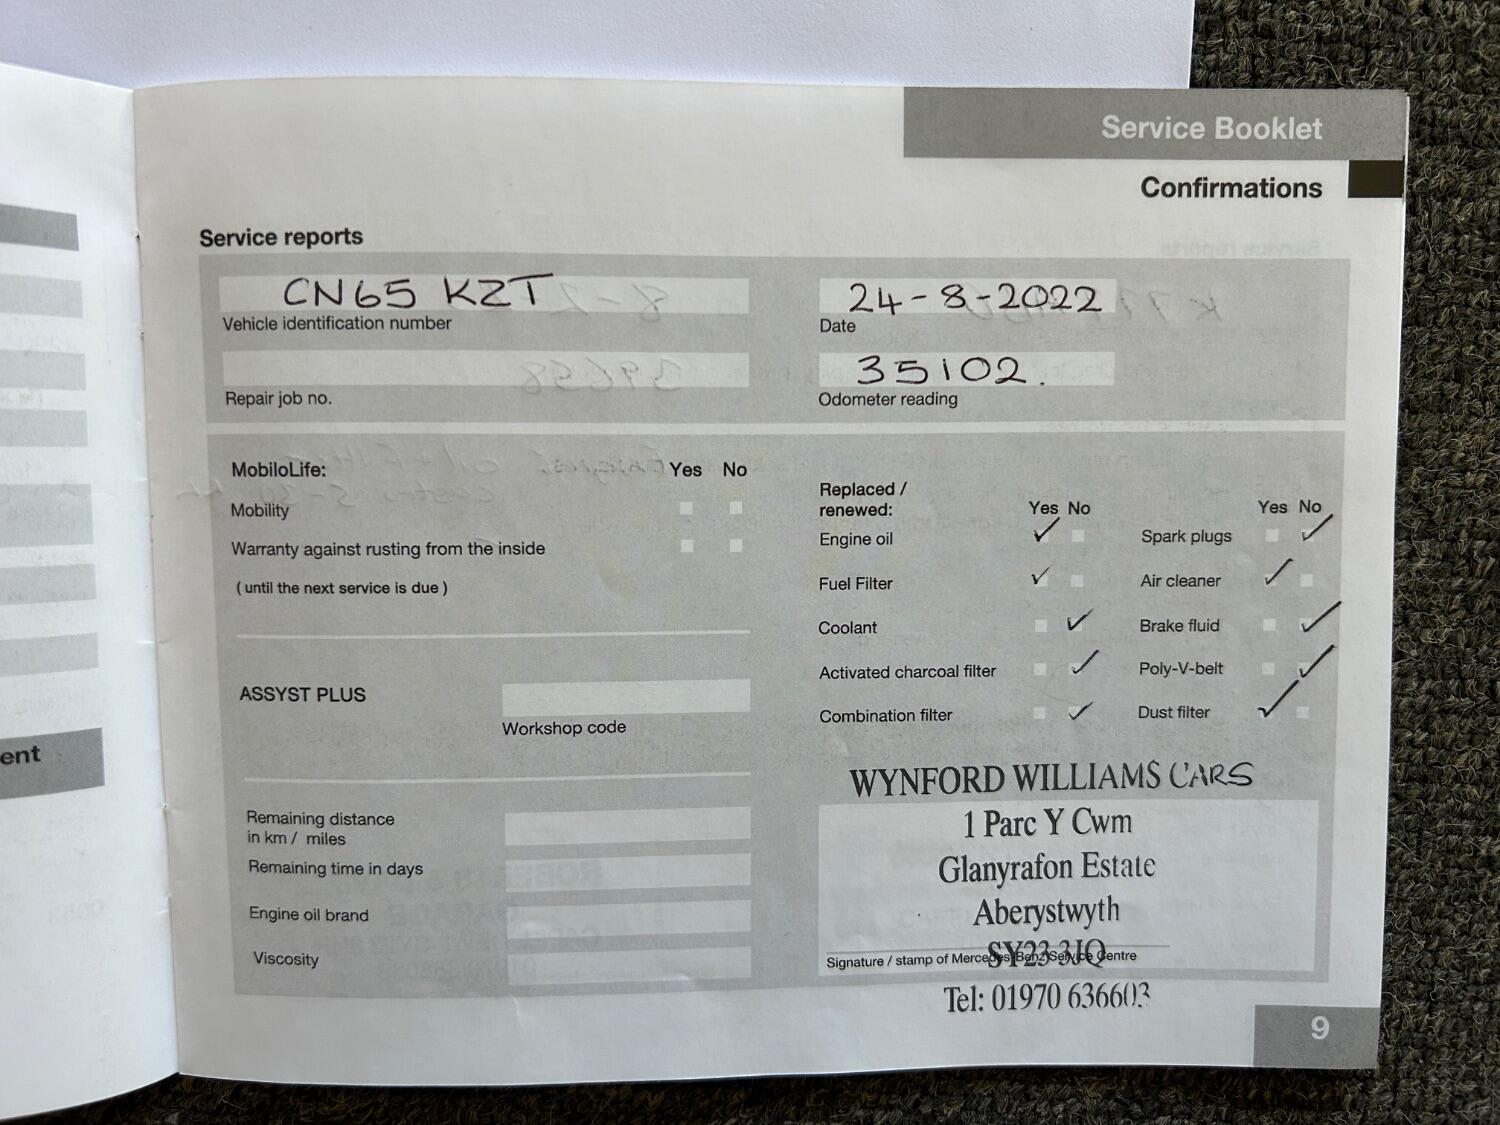 Service Booklet
Confirmations
Service reports
CN65 KZT
Vehicle identification number
24-8-2022
Date
Repair job no.
35102.
Odometer reading
MobiloLife: Yes No
Mobility
Warranty against rusting from the inside
( until the next service is due )
ASSYST PLUS
Workshop code
Remaining distance
in km / miles
Remaining time in days
Engine oil brand
Viscosity
Replaced /
renewed: Yes No Yes No
Engine oil Spark plugs
Fuel Filter Air cleaner
Coolant Brake fluid
Activated charcoal filter Poly-V-belt
Combination filter Dust filter
WYNFORD WILLIAMS CARS
1 Parc Y Cwm
Glanyrafon Estate
Aberystwyth
SY23 3JQ
Signature / stamp of Mercedes-Benz Service Centre
Tel: 01970 636603
9
ent